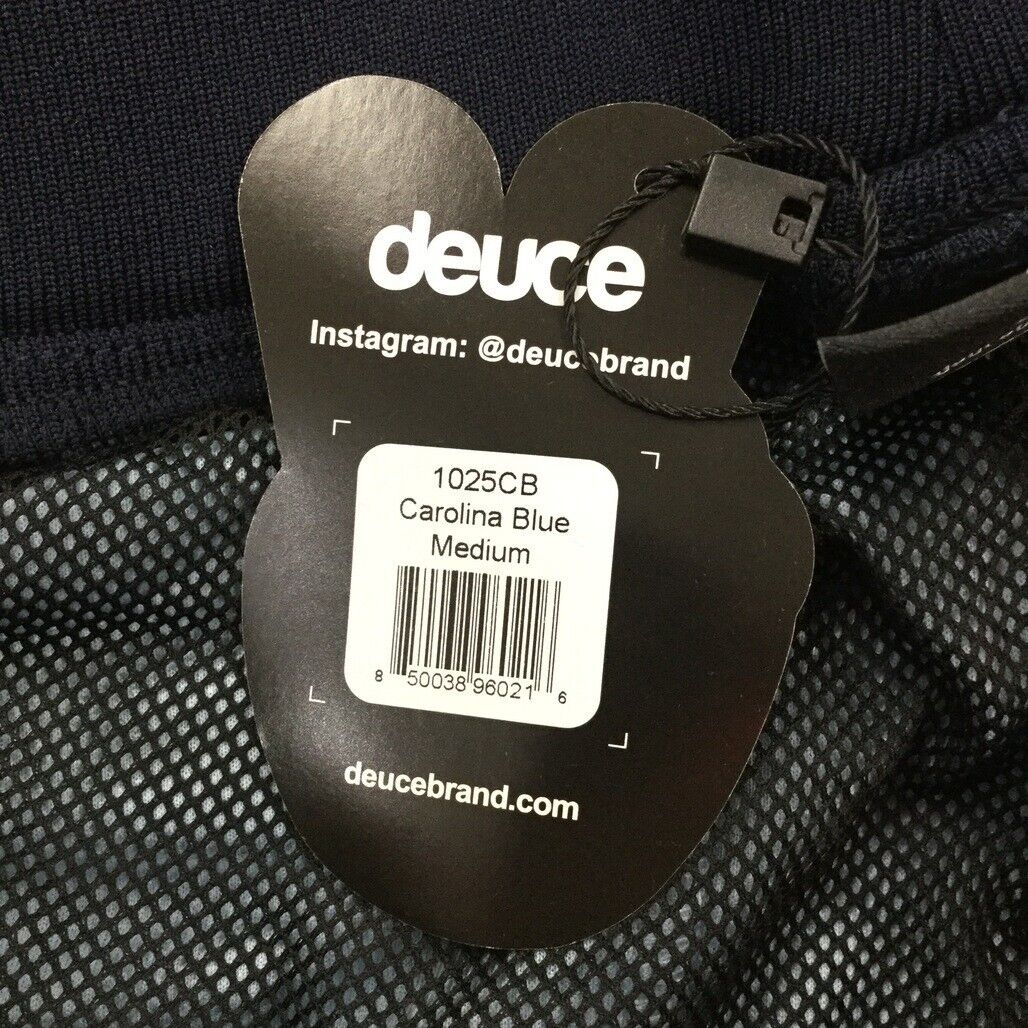 deuce
Instagram: @deucebrand
1025CB
Carolina Blue
Medium
8 50038 96021 6
deucebrand.com